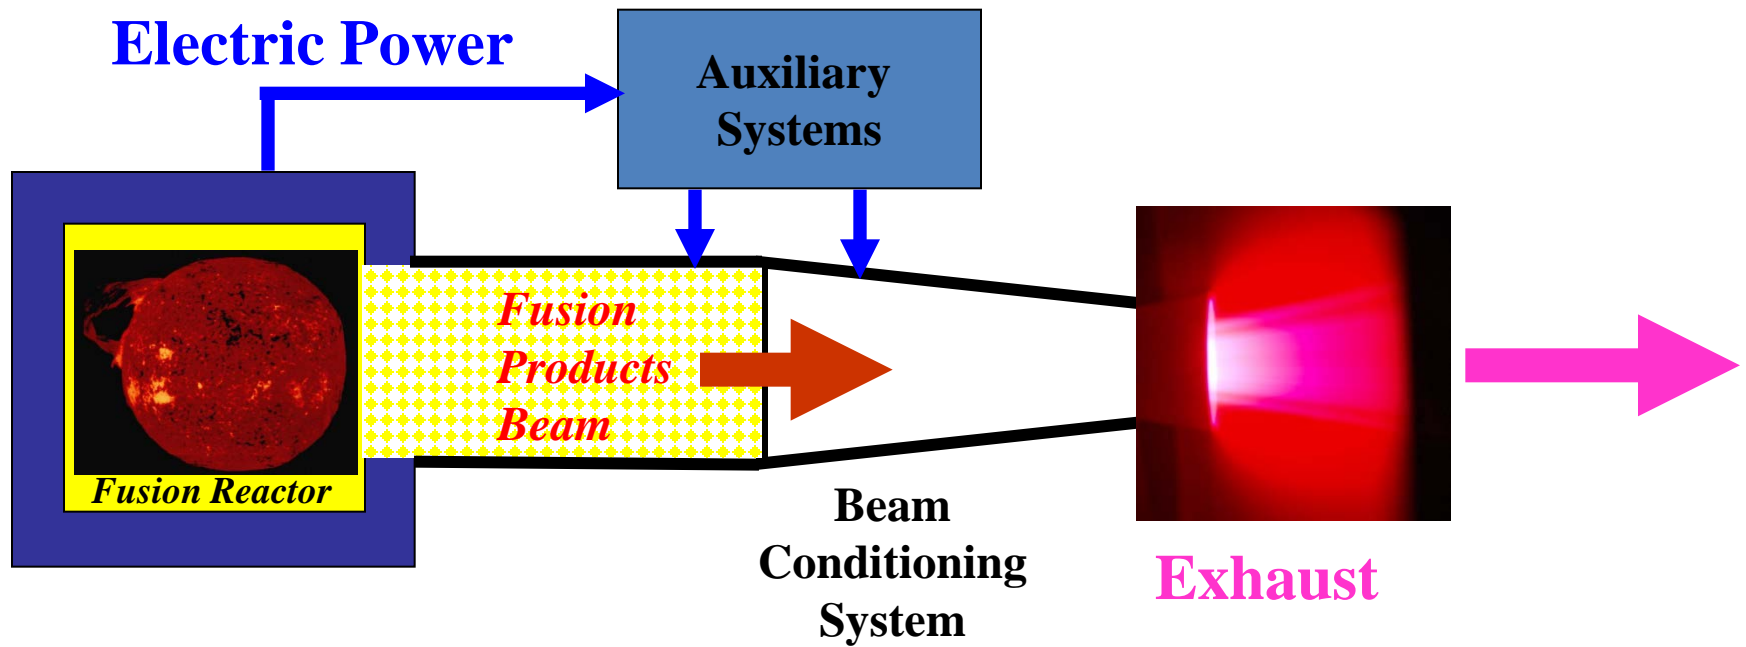 Electric Power
Auxiliary
Systems
Fusion
Products
Beam
Fusion Reactor
Beam
Conditioning
System
Exhaust